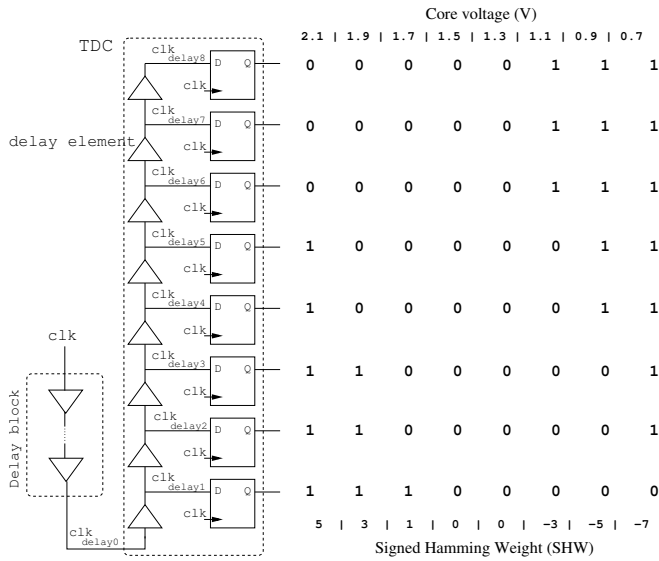 Core voltage (V)
2.1 | 1.9 | 1.7 | 1.5 | 1.3 | 1.1 | 0.9 | 0.7
TDC
clk
delay8 D Q 0 0 0 0 0 1 1 1
clk
clk
delay7 D Q 0 0 0 0 0 1 1 1
delay element
clk
clk
delay6 D Q 0 0 0 0 0 1 1 1
clk
clk
delay5 D Q 1 0 0 0 0 0 1 1
clk
clk
delay4 D Q 1 0 0 0 0 0 1 1
clk
clk
clk
delay3 D Q 1 1 0 0 0 0 0 1
clk
Delay block
clk
delay2 D Q 1 1 0 0 0 0 0 1
clk
clk
delay1 D Q 1 1 1 0 0 0 0 0
clk
clk
delay0
5 | 3 | 1 | 0 | 0 | −3 | −5 | −7
Signed Hamming Weight (SHW)